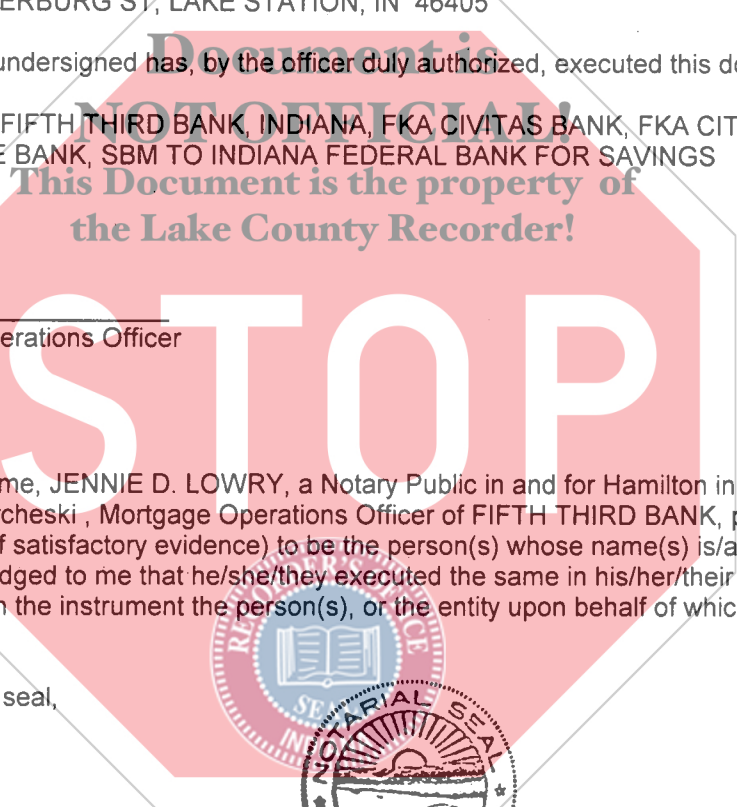 ERBURG ST, LAKE STATION, IN 46405
Document is
undersigned has, by the officer duly authorized, executed this do
NOT OFFICIAL!
FIFTH THIRD BANK, INDIANA, FKA CIVITAS BANK, FKA CIT
E BANK, SBM TO INDIANA FEDERAL BANK FOR SAVINGS
This Document is the property of
the Lake County Recorder!
erations Officer
STOP
me, JENNIE D. LOWRY, a Notary Public in and for Hamilton in
rcheski , Mortgage Operations Officer of FIFTH THIRD BANK, p
f satisfactory evidence) to be the person(s) whose name(s) is/a
dged to me that he/she/they executed the same in his/her/their
n the instrument the person(s), or the entity upon behalf of whic
RECORDER SERVICE
SEAL
seal,
NOTARIAL SEAL